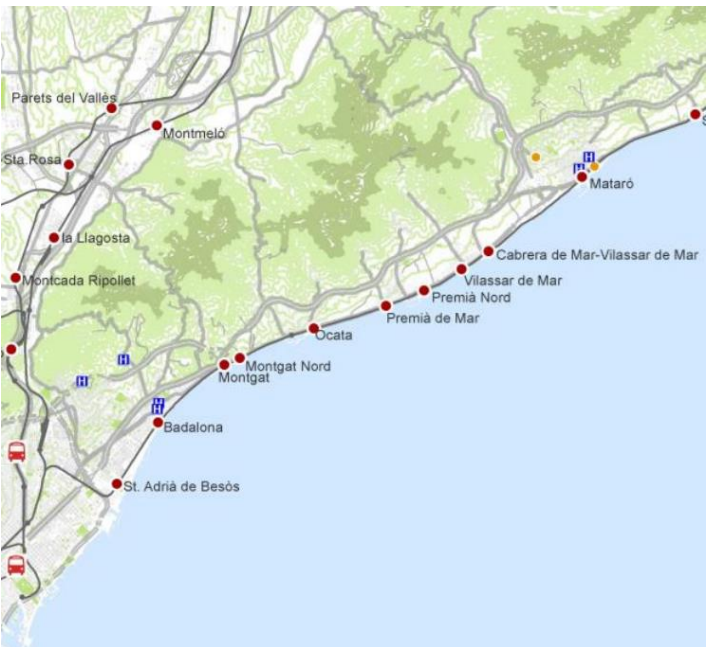 Parets del Vallès
Montmeló
Sta.Rosa
la Llagosta
Montcada Ripollet
H
H
Mataró
Cabrera de Mar-Vilassar de Mar
Vilassar de Mar
Premià Nord
Premià de Mar
Ocata
Montgat Nord
Montgat
H
H
H
H
Badalona
St. Adrià de Besòs
S